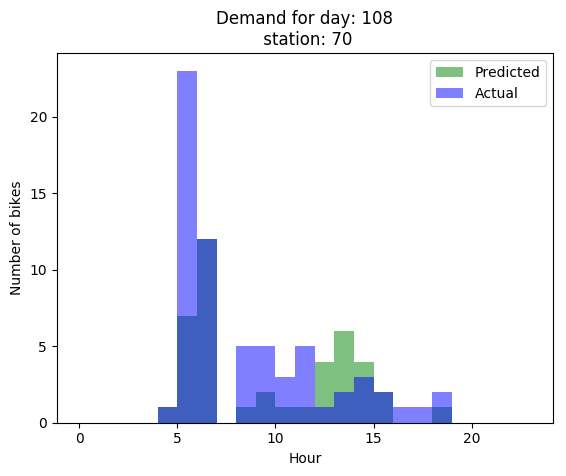 Demand for day: 108
station: 70
Predicted
Actual
Number of bikes
20
15
10
5
0
0
5
10
15
20
Hour